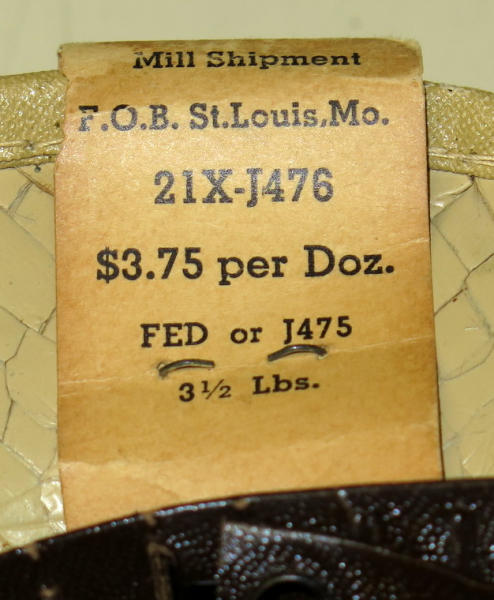 Mill Shipment
F.O.B. St.Louis,Mo.
21X-J476
$3.75 per Doz.
FED or J475
3½ Lbs.